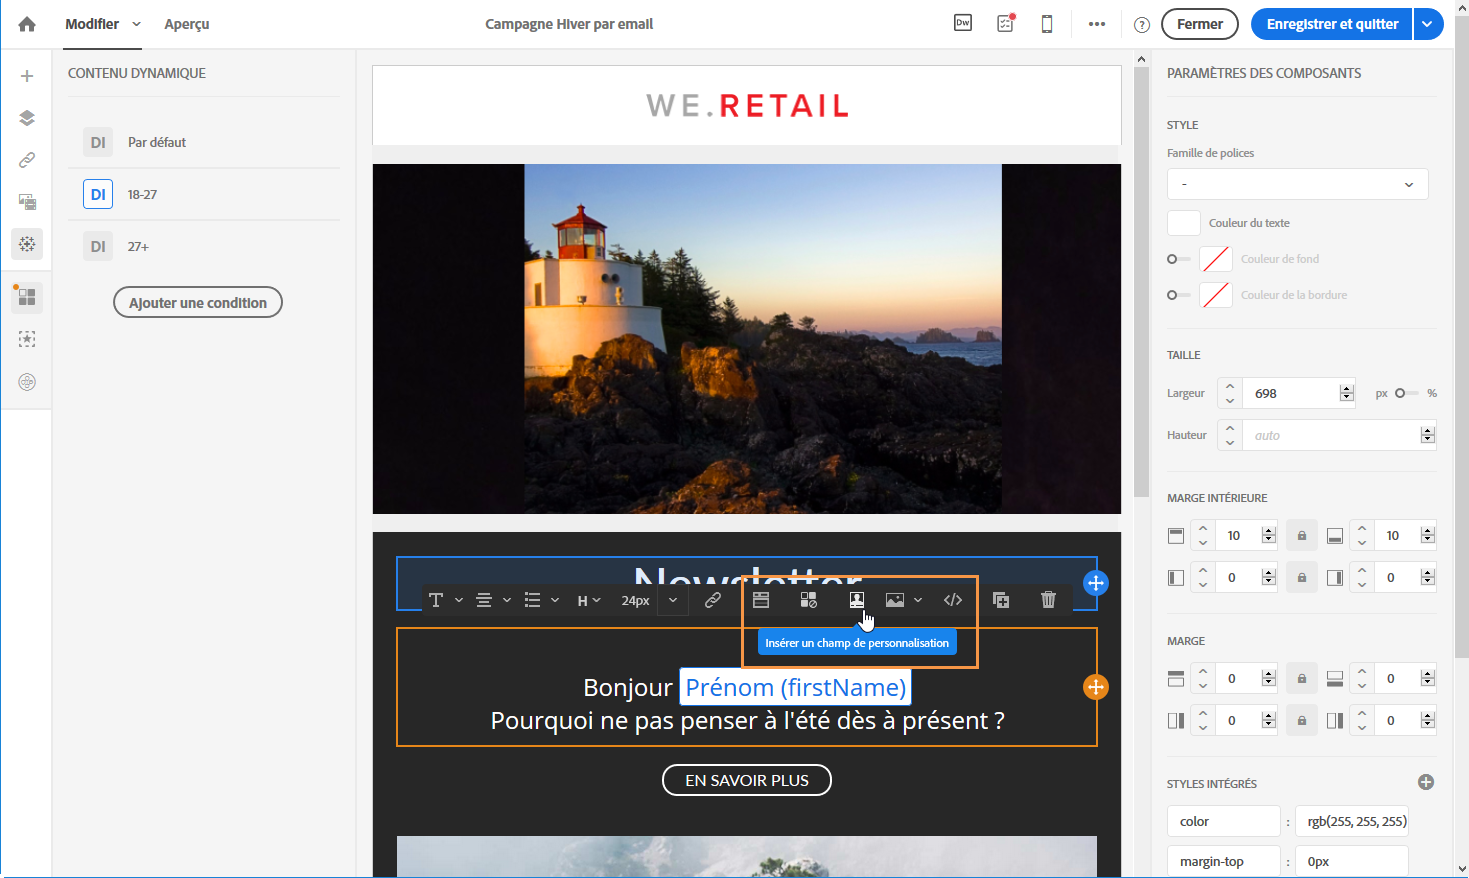 Modifier
Aperçu
Campagne Hiver par email
Dw
Fermer
Enregistrer et quitter
CONTENU DYNAMIQUE
DI Par défaut
DI 18-27
DI 27+
Ajouter une condition
WE.RETAIL
Newsletter
T H 24px
Insérer un champ de personnalisation
Bonjour Prénom (firstName)
Pourquoi ne pas penser à l'été dès à présent ?
EN SAVOIR PLUS
PARAMÈTRES DES COMPOSANTS
STYLE
Famille de polices
-
Couleur du texte
Couleur de fond
Couleur de la bordure
TAILLE
Largeur 698 px %
Hauteur auto
MARGE INTÉRIEURE
10 10
0 0
MARGE
0 0
0 0
STYLES INTÉGRÉS
color : rgb(255, 255, 255)
margin-top : 0px